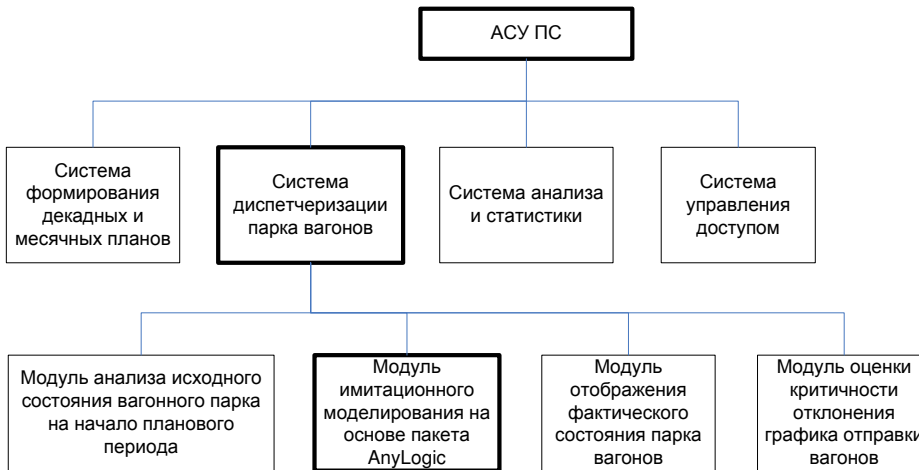 АСУ ПС
Система
формирования
декадных и
месячных планов
Система
диспетчеризации
парка вагонов
Система анализа
и статистики
Система
управления
доступом
Модуль анализа исходного
состояния вагонного парка
на начало планового
периода
Модуль
имитационного
моделирования на
основе пакета
AnyLogic
Модуль
отображения
фактического
состояния парка
вагонов
Модуль оценки
критичности
отклонения
графика отправки
вагонов